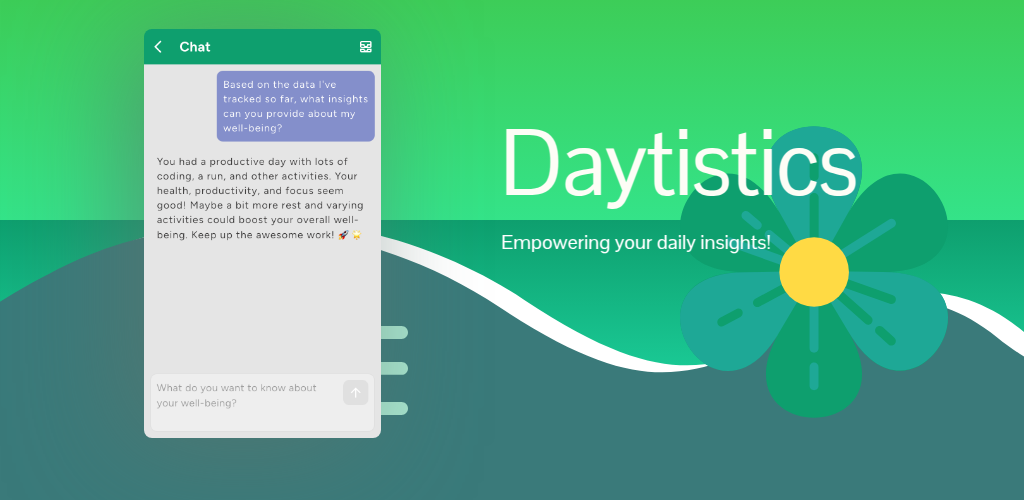 Chat
Based on the data I've
tracked so far, what insights
can you provide about my
well-being?
You had a productive day with lots of
coding, a run, and other activities. Your
health, productivity, and focus seem
good! Maybe a bit more rest and varying
activities could boost your overall well-
being. Keep up the awesome work! 🚀 🌟
What do you want to know about
your well-being?
Daytistics
Empowering your daily insights!